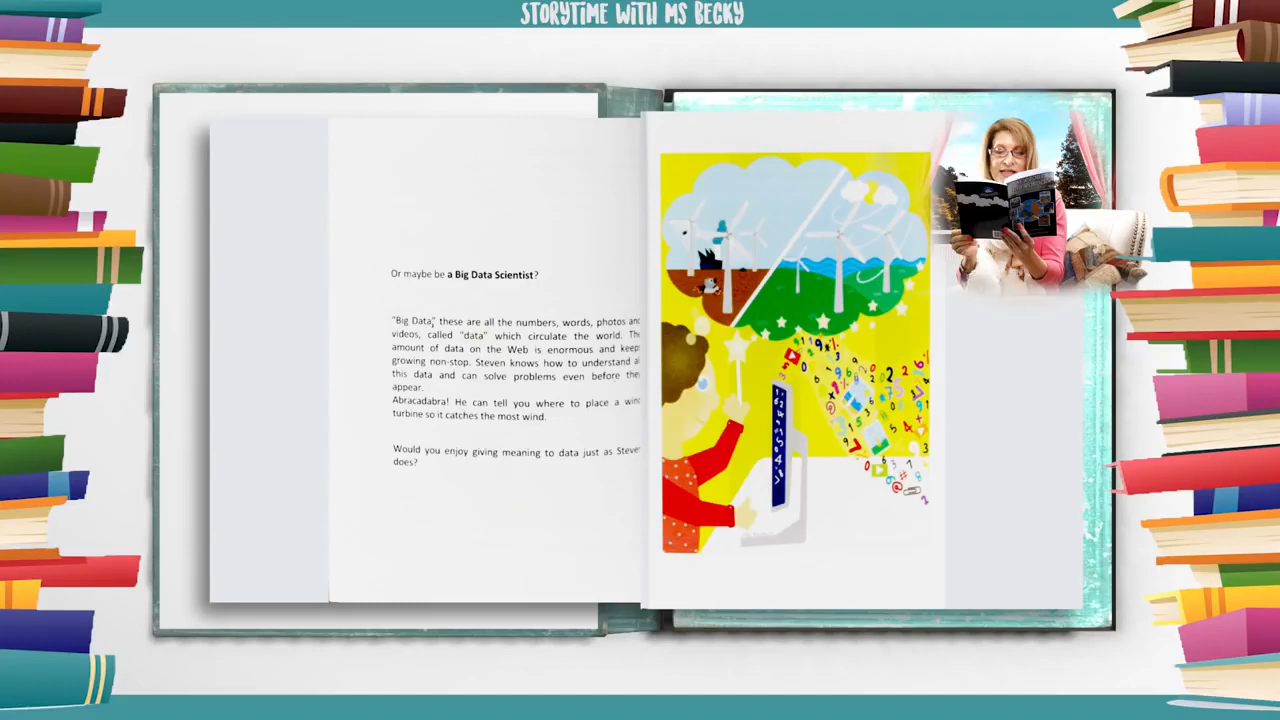 STORYTIME WITH MS BECKY
Or maybe be a Big Data Scientist?
"Big Data," these are all the numbers, words, photos and
videos, called "data" which circulate the world. The
amount of data on the Web is enormous and keeps
growing non-stop. Steven knows how to understand al
this data and can solve problems even before the
appear.
Abracadabra! He can tell you where to place a wind
turbine so it catches the most wind.
Would you enjoy giving meaning to data just as Steven
does?